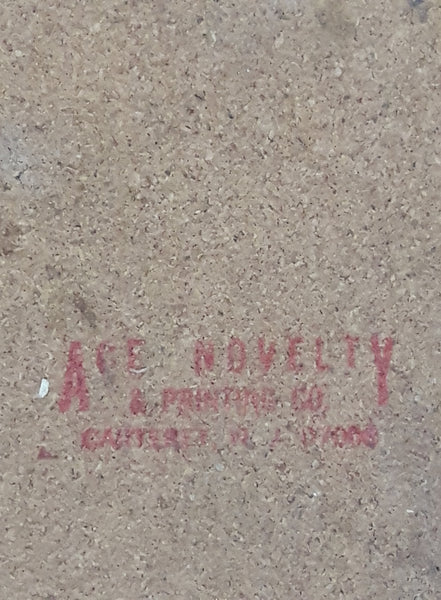 ACE NOVELTY
& PRINTING CO.
CARTERET, N. J. 07008